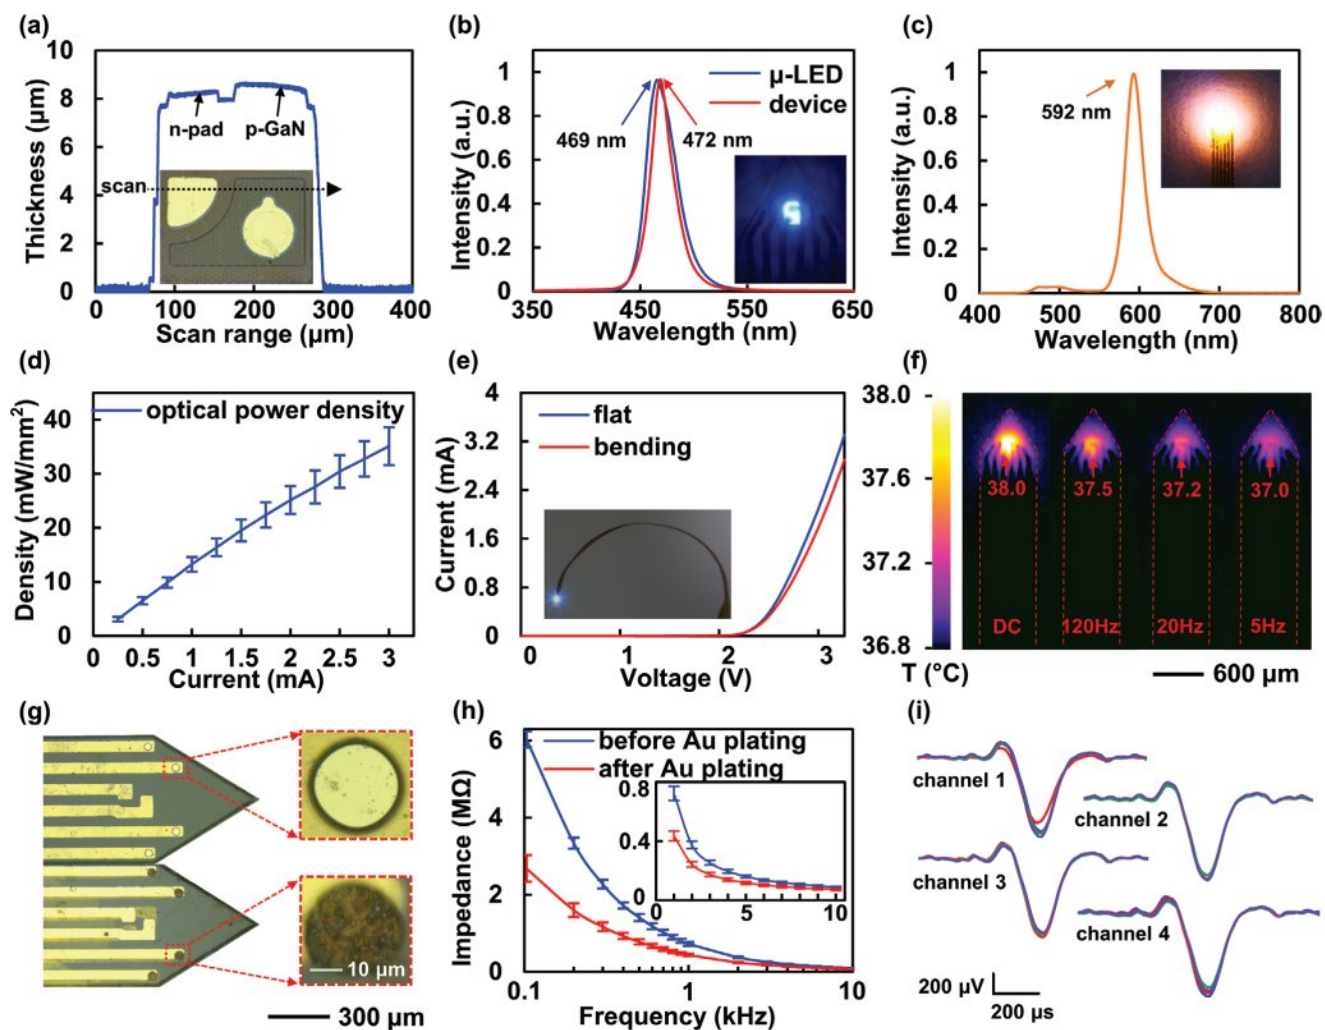 (a)
10
8
6
4
2
0
Thickness (µm)
n-pad
p-GaN
scan
0
100
200
300
400
Scan range (µm)
(b)
1
0.8
0.6
0.4
0.2
0
Intensity (a.u.)
µ-LED
device
469 nm
472 nm
350
450
550
650
Wavelength (nm)
(c)
1
0.8
0.6
0.4
0.2
0
Intensity (a.u.)
592 nm
400
500
600
700
800
Wavelength (nm)
(d)
40
30
20
10
0
Density (mW/mm²)
optical power density
0
0.5
1
1.5
2
2.5
3
Current (mA)
(e)
4
3.2
2.4
1.6
0.8
0
Current (mA)
flat
bending
0
1
2
3
Voltage (V)
(f)
38.0
37.6
37.2
36.8
T (°C)
38.0
37.5
37.2
37.0
DC
120Hz
20Hz
5Hz
600 µm
(g)
10 µm
300 µm
(h)
6
4
2
0
Impedance (MΩ)
before Au plating
after Au plating
0.8
0.4
0
0
5
10
0.1
1
10
Frequency (kHz)
(i)
channel 1
channel 2
channel 3
channel 4
200 µV
200 µs